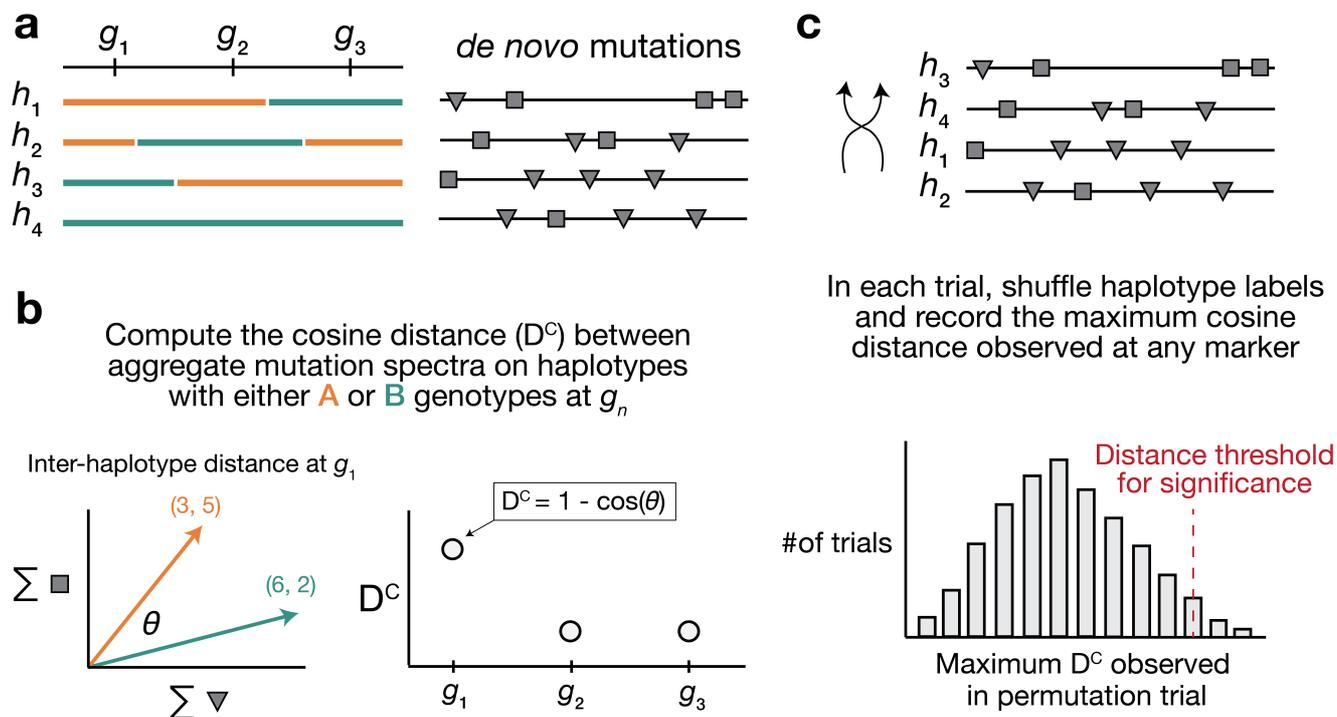 a
g1 g2 g3
de novo mutations
h1
h2
h3
h4
b
Compute the cosine distance (DC) between
aggregate mutation spectra on haplotypes
with either A or B genotypes at gn
Inter-haplotype distance at g1
(3, 5)
(6, 2)
θ
∑
∑
DC = 1 - cos(θ)
DC
g1 g2 g3
c
h3
h4
h1
h2
In each trial, shuffle haplotype labels
and record the maximum cosine
distance observed at any marker
Distance threshold
for significance
#of trials
Maximum DC observed
in permutation trial